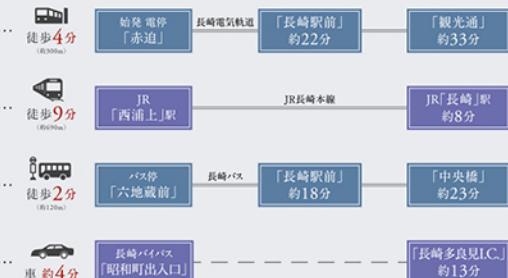 徒歩4分
(約300m)
始発 電停
「赤迫」
長崎電気軌道
「長崎駅前」
約22分
「観光通」
約33分
徒歩9分
(約690m)
JR
「西浦上」駅
JR長崎本線
JR「長崎」駅
約8分
徒歩2分
(約120m)
バス停
「六地蔵前」
長崎バス
「長崎駅前」
約18分
「中央橋」
約23分
車 約4分
長崎バイパス
「昭和町出入口」
「長崎多良見I.C.」
約13分